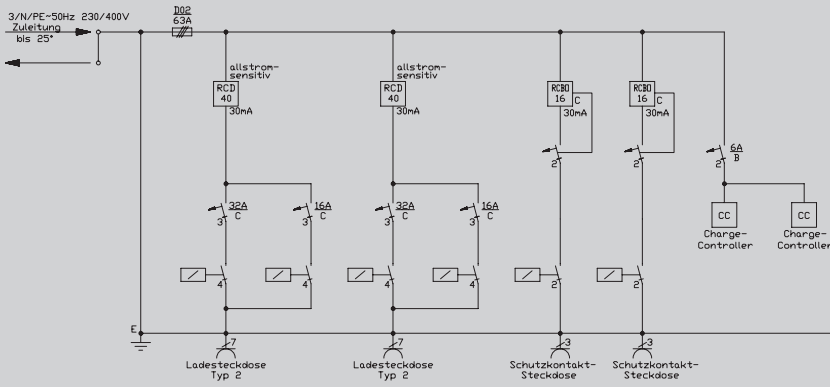 3/N/PE~50Hz 230/400V
Zuleitung
bis 25°
D02
63A
allstrom-
sensitiv
RCD
40
30mA
allstrom-
sensitiv
RCD
40
30mA
RCBO
16
C
30mA
RCBO
16
C
30mA
2
2
6A
B
2
32A
C
3
16A
C
3
32A
C
3
16A
C
3
CC
CC
Charge-
Controller
Charge-
Controller
4
4
4
4
2
2
E
7
7
3
3
Ladesteckdose
Typ 2
Ladesteckdose
Typ 2
Schutzkontakt-
Steckdose
Schutzkontakt-
Steckdose